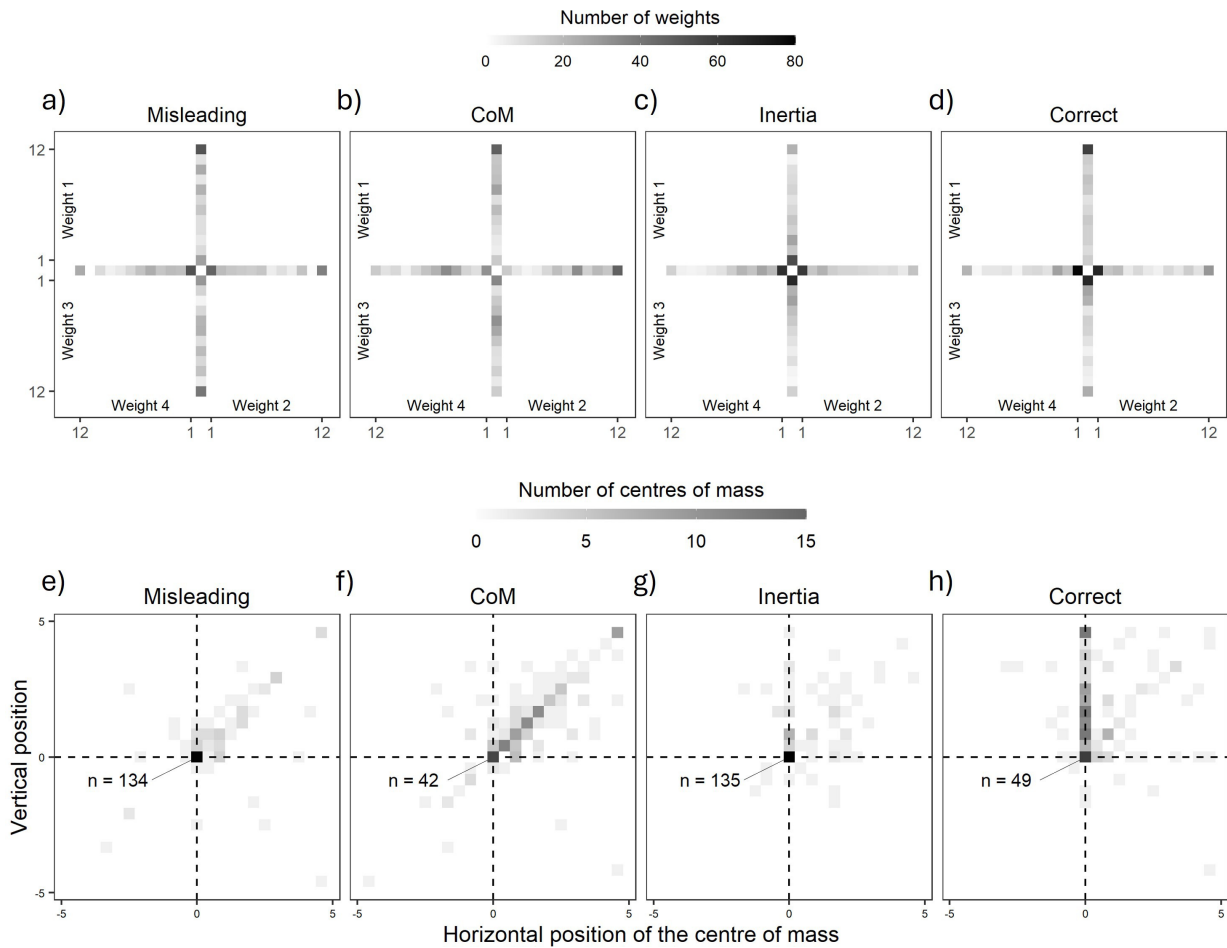 Number of weights
0 20 40 60 80
a) b) c) d)
Misleading CoM Inertia Correct
12
Weight 1 Weight 1 Weight 1 Weight 1
1
1
Weight 3 Weight 3 Weight 3 Weight 3
12
Weight 4 Weight 2 Weight 4 Weight 2 Weight 4 Weight 2 Weight 4 Weight 2
12 1 1 12 12 1 1 12 12 1 1 12 12 1 1 12
Number of centres of mass
0 5 10 15
e) f) g) h)
Misleading CoM Inertia Correct
5
Vertical position
0
n = 134 n = 42 n = 135 n = 49
-5
-5 0 5 -5 0 5 -5 0 5 -5 0 5
Horizontal position of the centre of mass